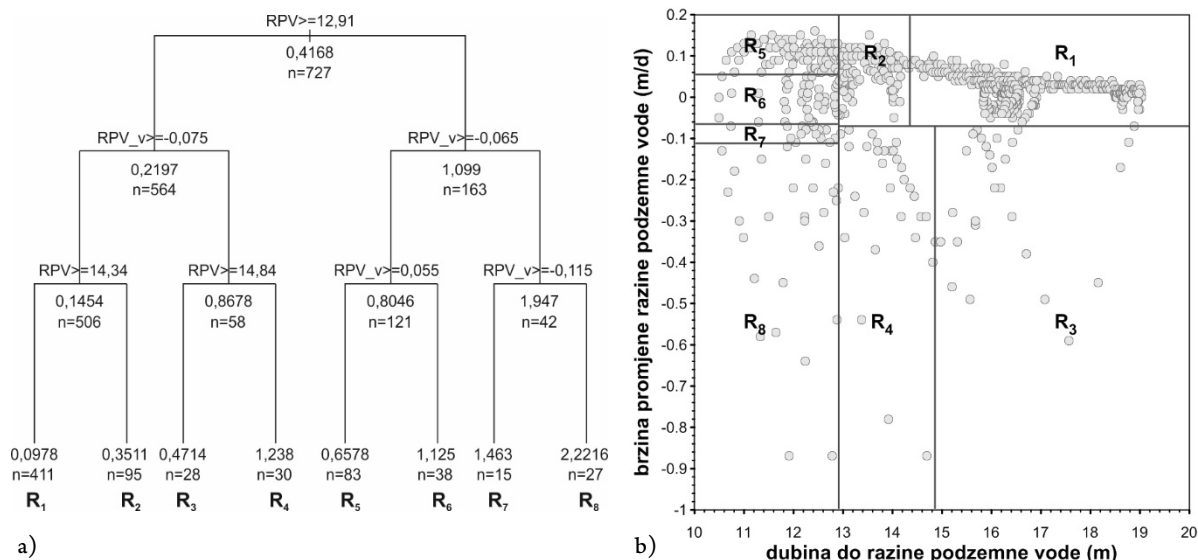 RPV>=12,91
0,4168
n=727
RPV_v>=-0,075
0,2197
n=564
RPV_v>=-0,065
1,099
n=163
RPV>=14,34
0,1454
n=506
RPV>=14,84
0,8678
n=58
RPV_v>=0,055
0,8046
n=121
RPV_v>=-0,115
1,947
n=42
0,0978
n=411
R1
0,3511
n=95
R2
0,4714
n=28
R3
1,238
n=30
R4
0,6578
n=83
R5
1,125
n=38
R6
1,463
n=15
R7
2,2216
n=27
R8
a)
brzina promjene razine podzemne vode (m/d)
0.2
0.1
0
-0.1
-0.2
-0.3
-0.4
-0.5
-0.6
-0.7
-0.8
-0.9
-1
R5
R2
R1
R6
R7
R8
R4
R3
10 11 12 13 14 15 16 17 18 19 20
dubina do razine podzemne vode (m)
b)